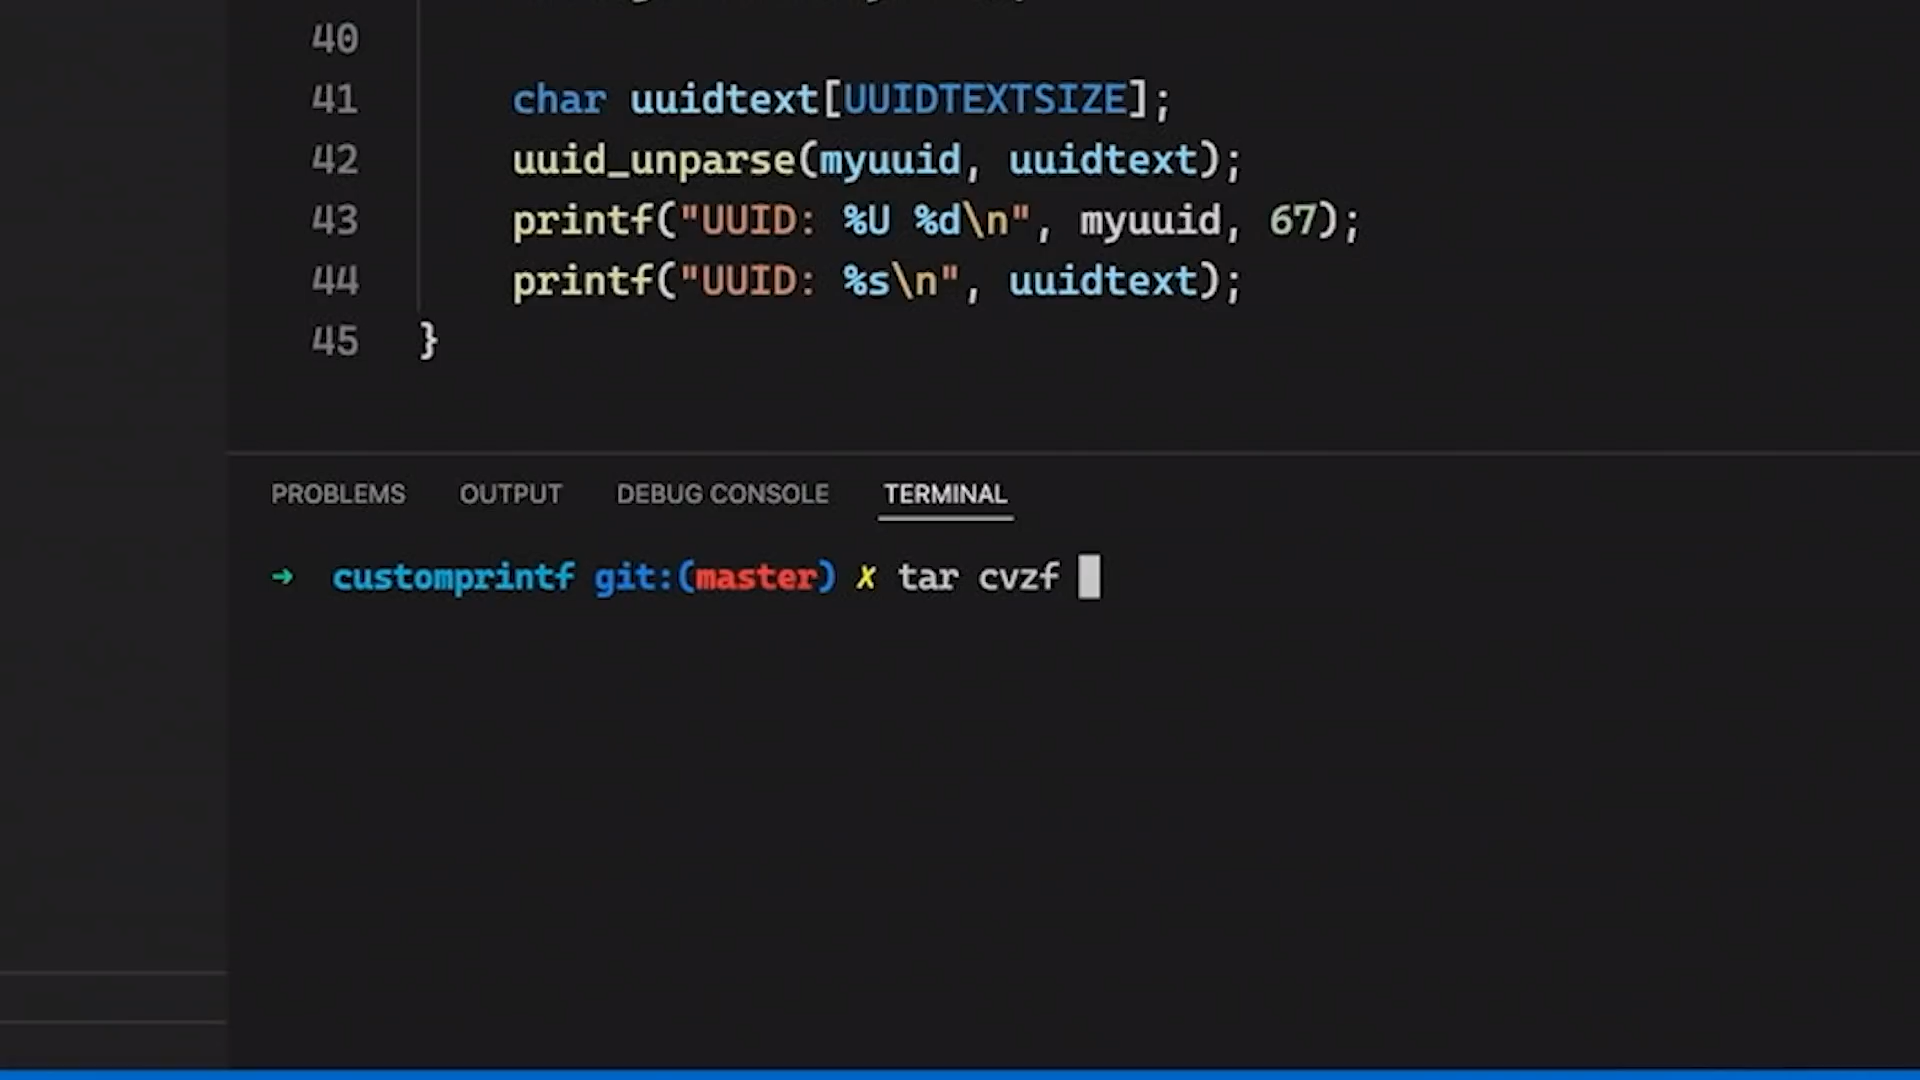 40
41 char uuidtext[UUIDTEXTSIZE];
42 uuid_unparse(myuuid, uuidtext);
43 printf("UUID: %U %d\n", myuuid, 67);
44 printf("UUID: %s\n", uuidtext);
45 }
PROBLEMS OUTPUT DEBUG CONSOLE TERMINAL
→ customprintf git:(master) ✗ tar cvzf